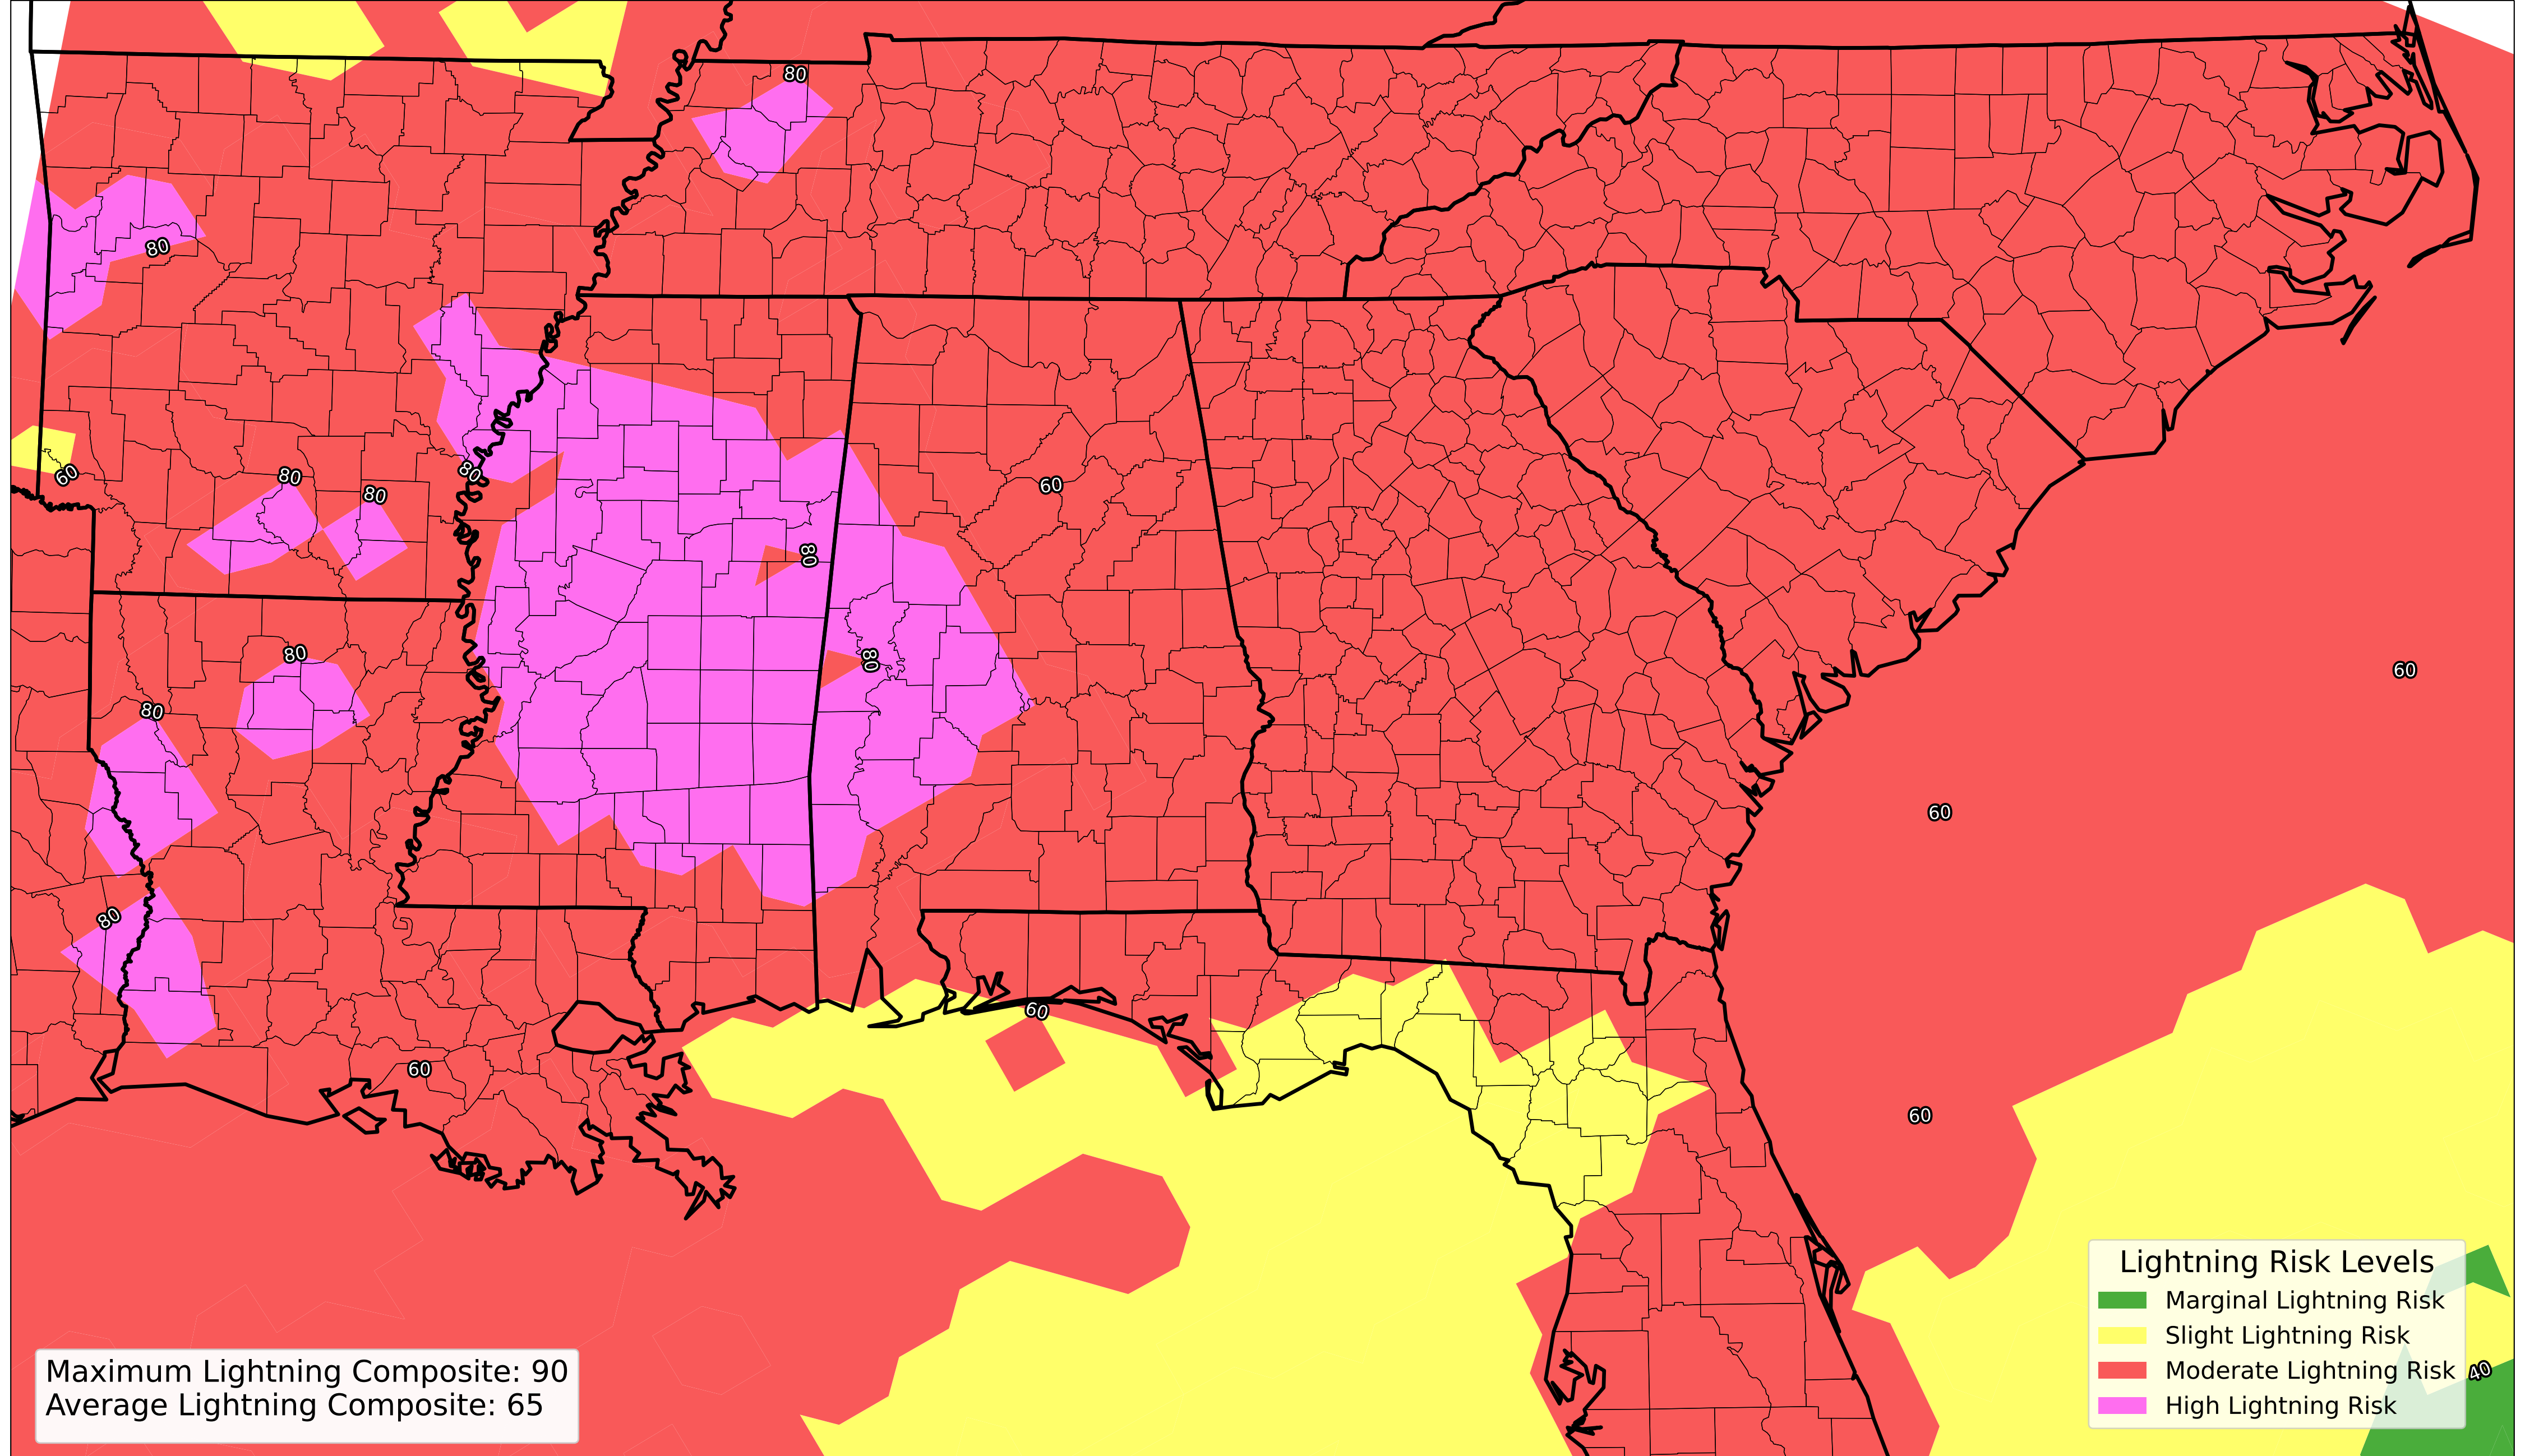 80
80
80
60
60
80
80
80
80
80
80
60
80
60
80
60
60
60
Lightning Risk Levels
Marginal Lightning Risk
Slight Lightning Risk
Moderate Lightning Risk
High Lightning Risk
40
Maximum Lightning Composite: 90
Average Lightning Composite: 65